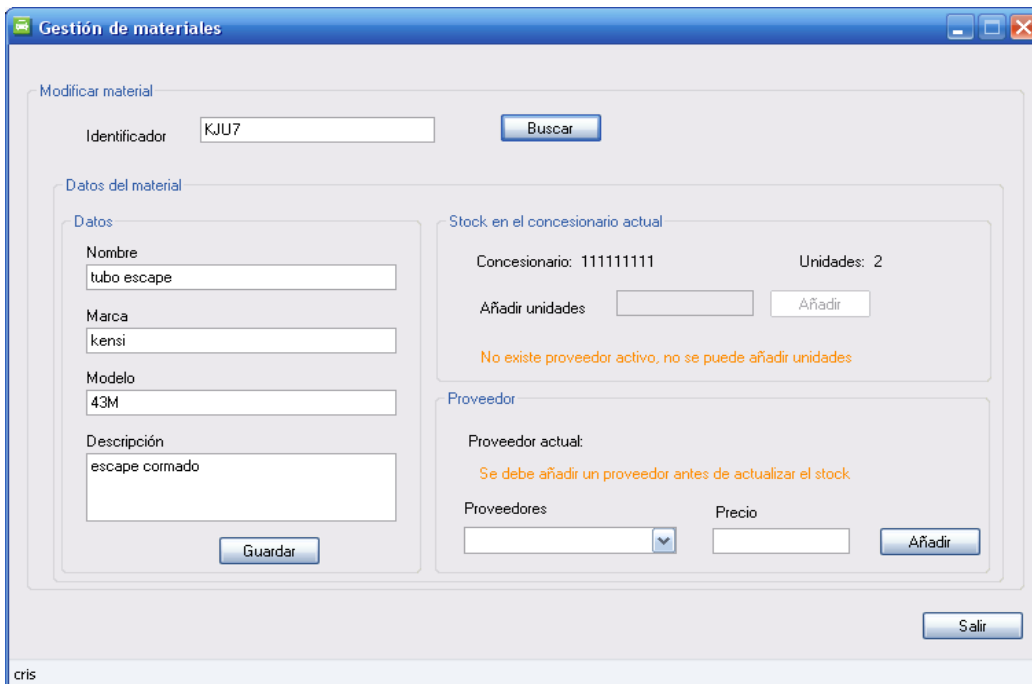 Gestión de materiales
Modificar material
Identificador KJU7 Buscar
Datos del material
Datos
Nombre
tubo escape
Marca
kensi
Modelo
43M
Descripción
escape cormado
Guardar
Stock en el concesionario actual
Concesionario: 111111111 Unidades: 2
Añadir unidades Añadir
No existe proveedor activo, no se puede añadir unidades
Proveedor
Proveedor actual:
Se debe añadir un proveedor antes de actualizar el stock
Proveedores Precio
Añadir
Salir
cris